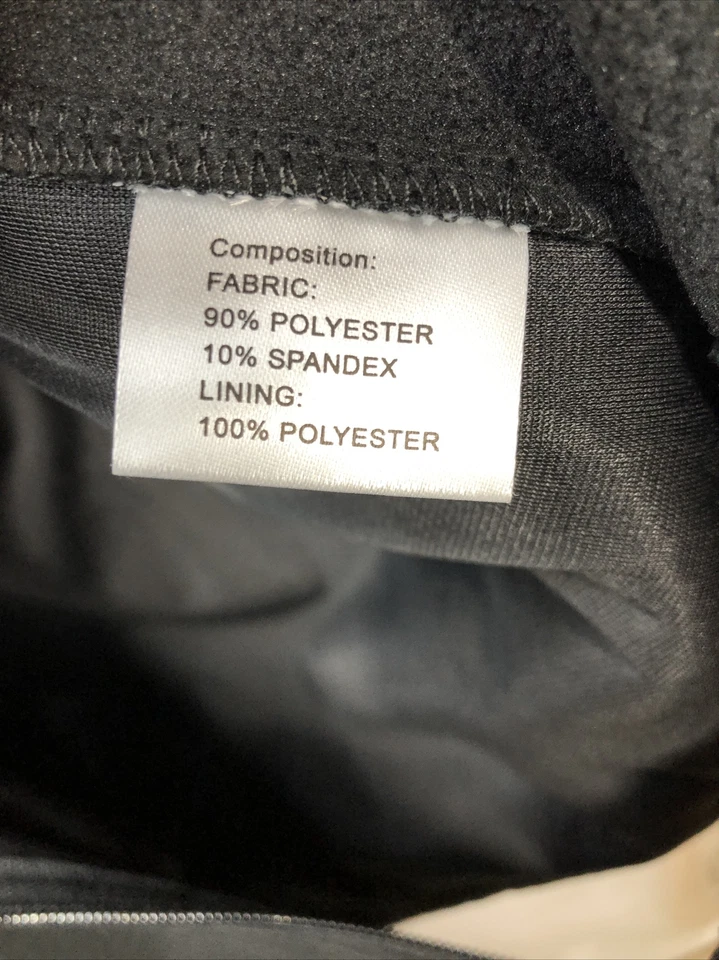 Composition:
FABRIC:
90% POLYESTER
10% SPANDEX
LINING:
100% POLYESTER